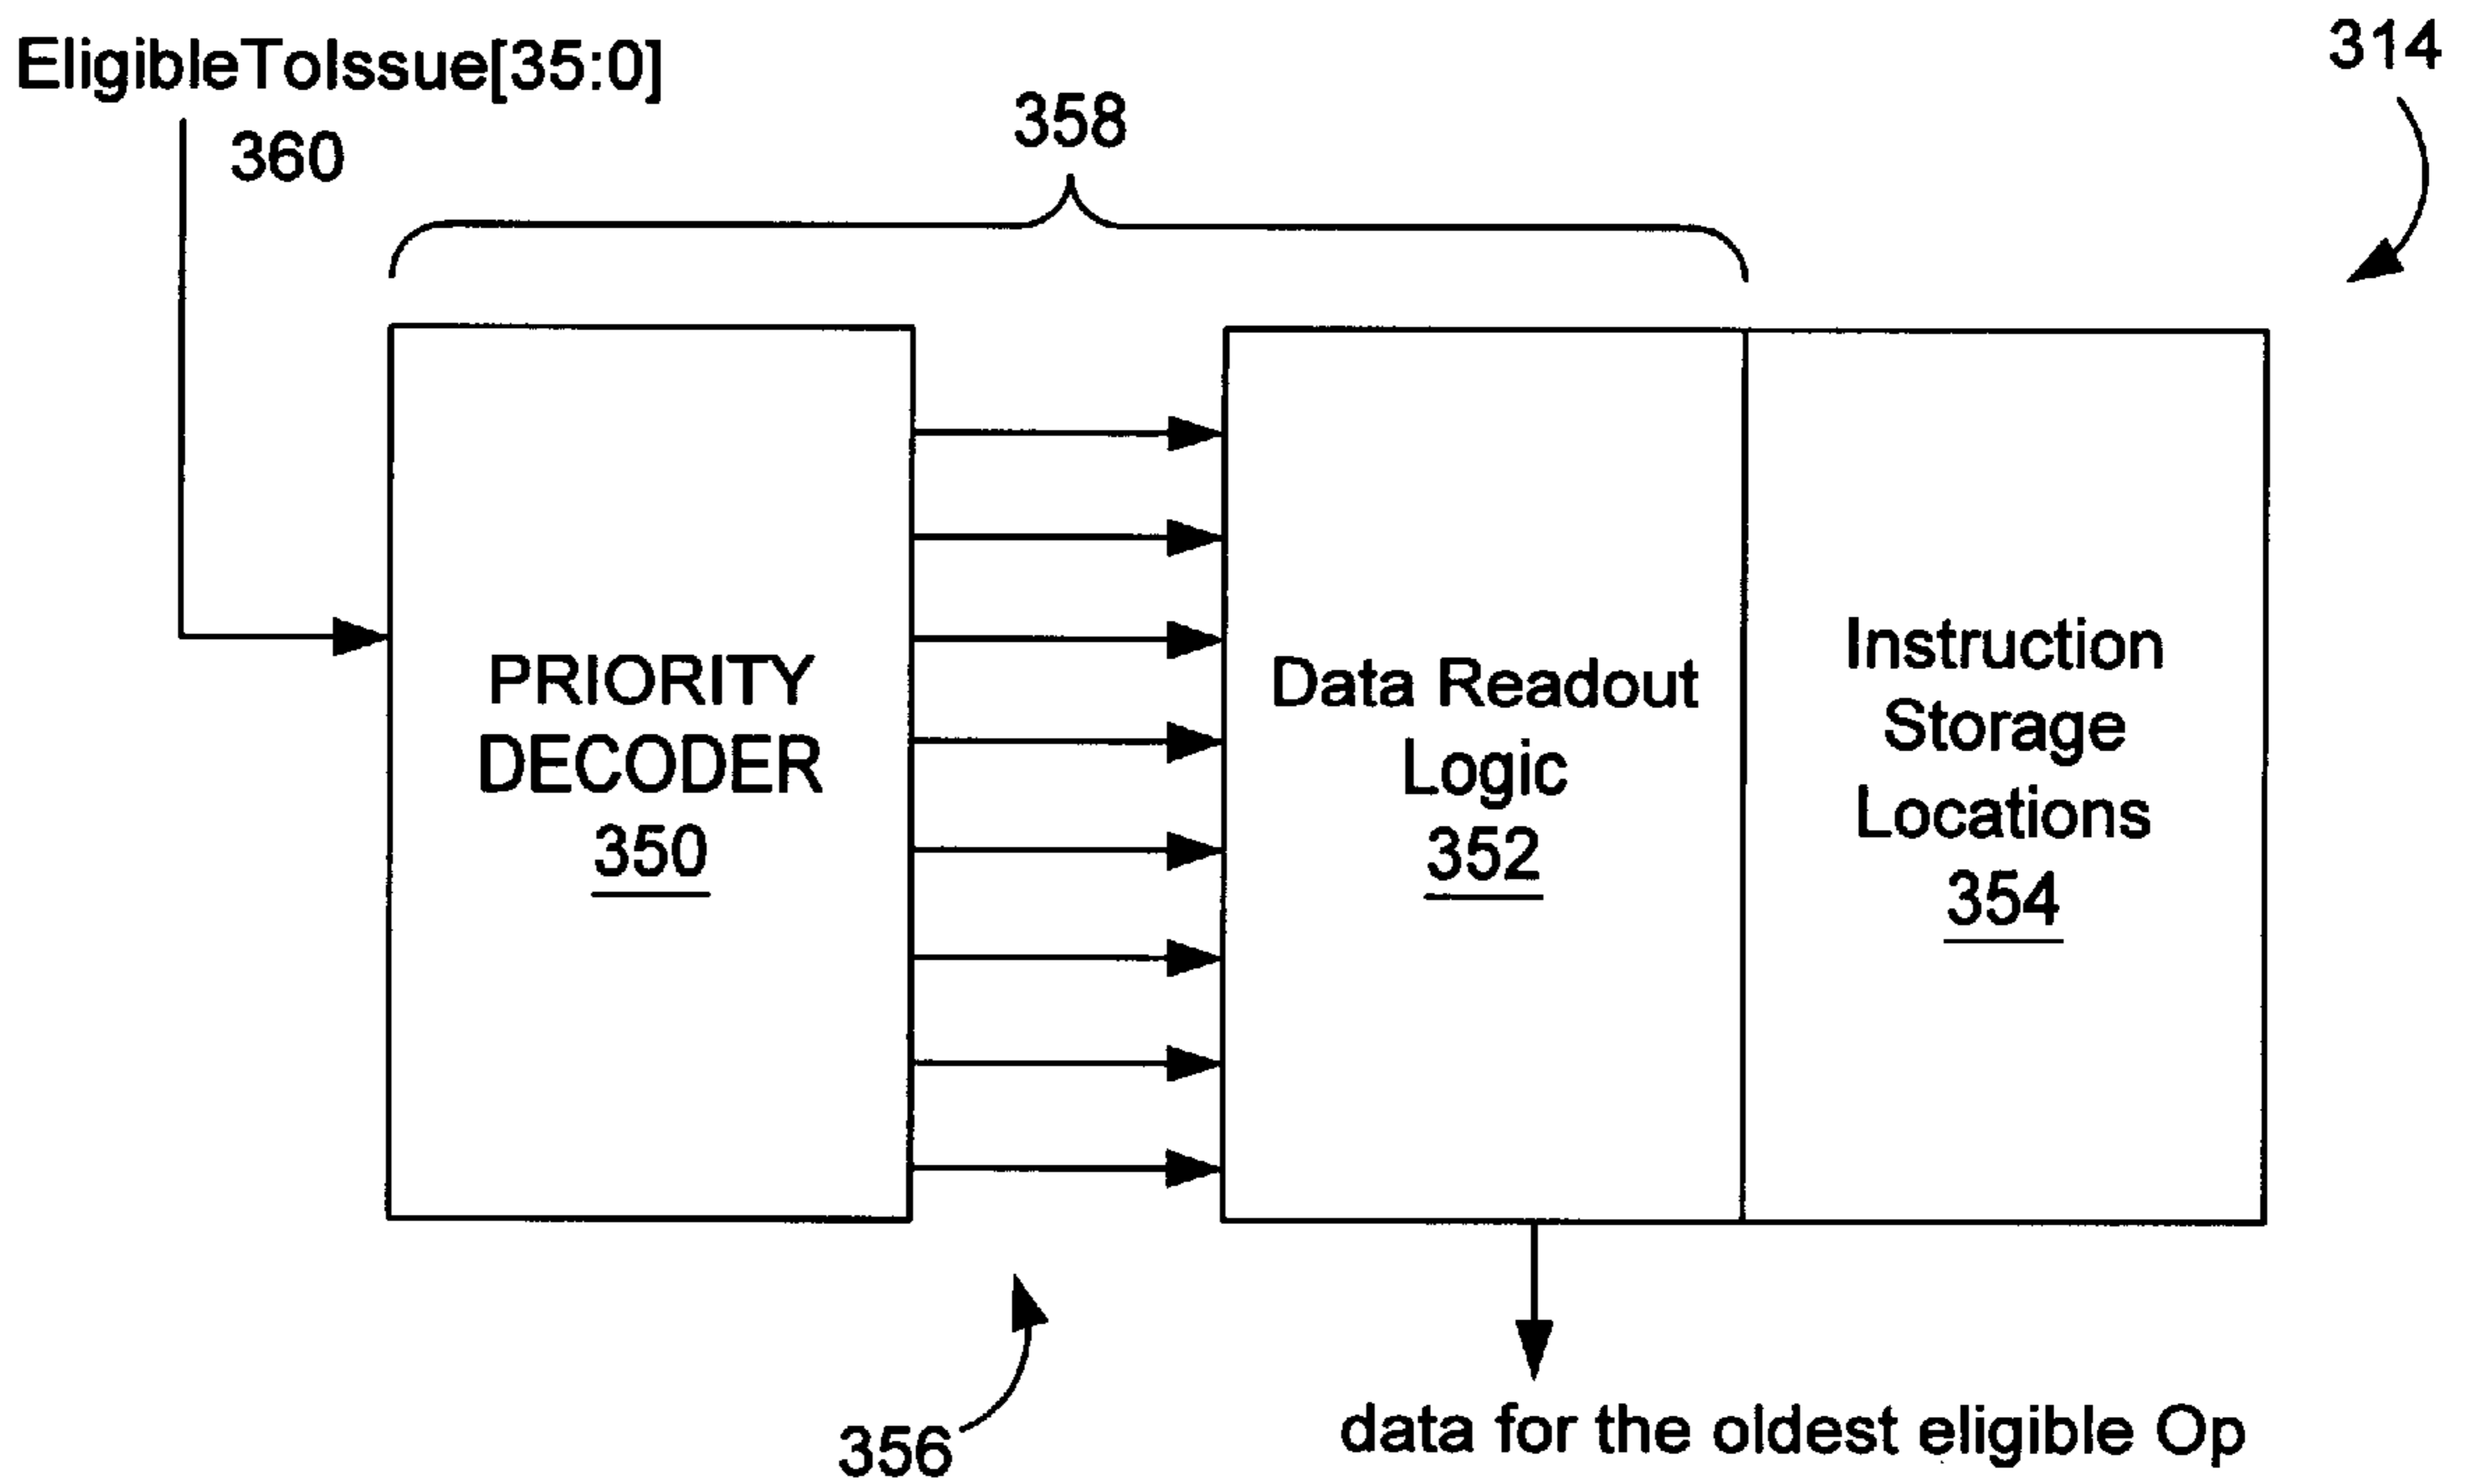 EligibleToIssue[35:0]
360
358
314
PRIORITY
DECODER
350
Data Readout
Logic
352
Instruction
Storage
Locations
354
356
data for the oldest eligible Op